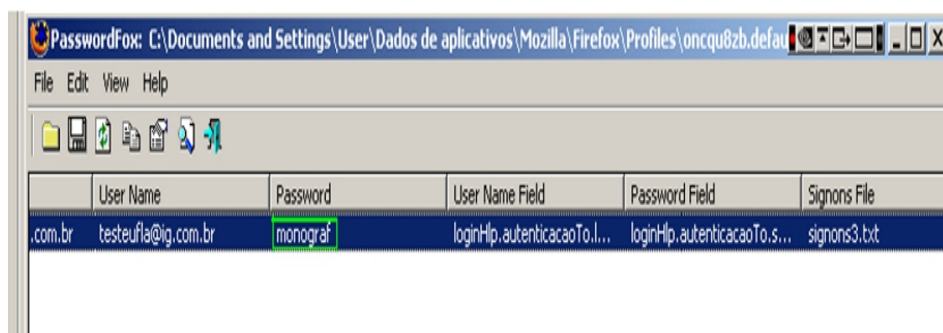 PasswordFox: C:\Documents and Settings\User\Dados de aplicativos\Mozilla\Firefox\Profiles\oncqu8zb.defau
File Edit View Help
User Name Password User Name Field Password Field Signons File
.com.br testeufla@ig.com.br monograf loginHlp.autenticacaoTo.l... loginHlp.autenticacaoTo.s... signons3.txt